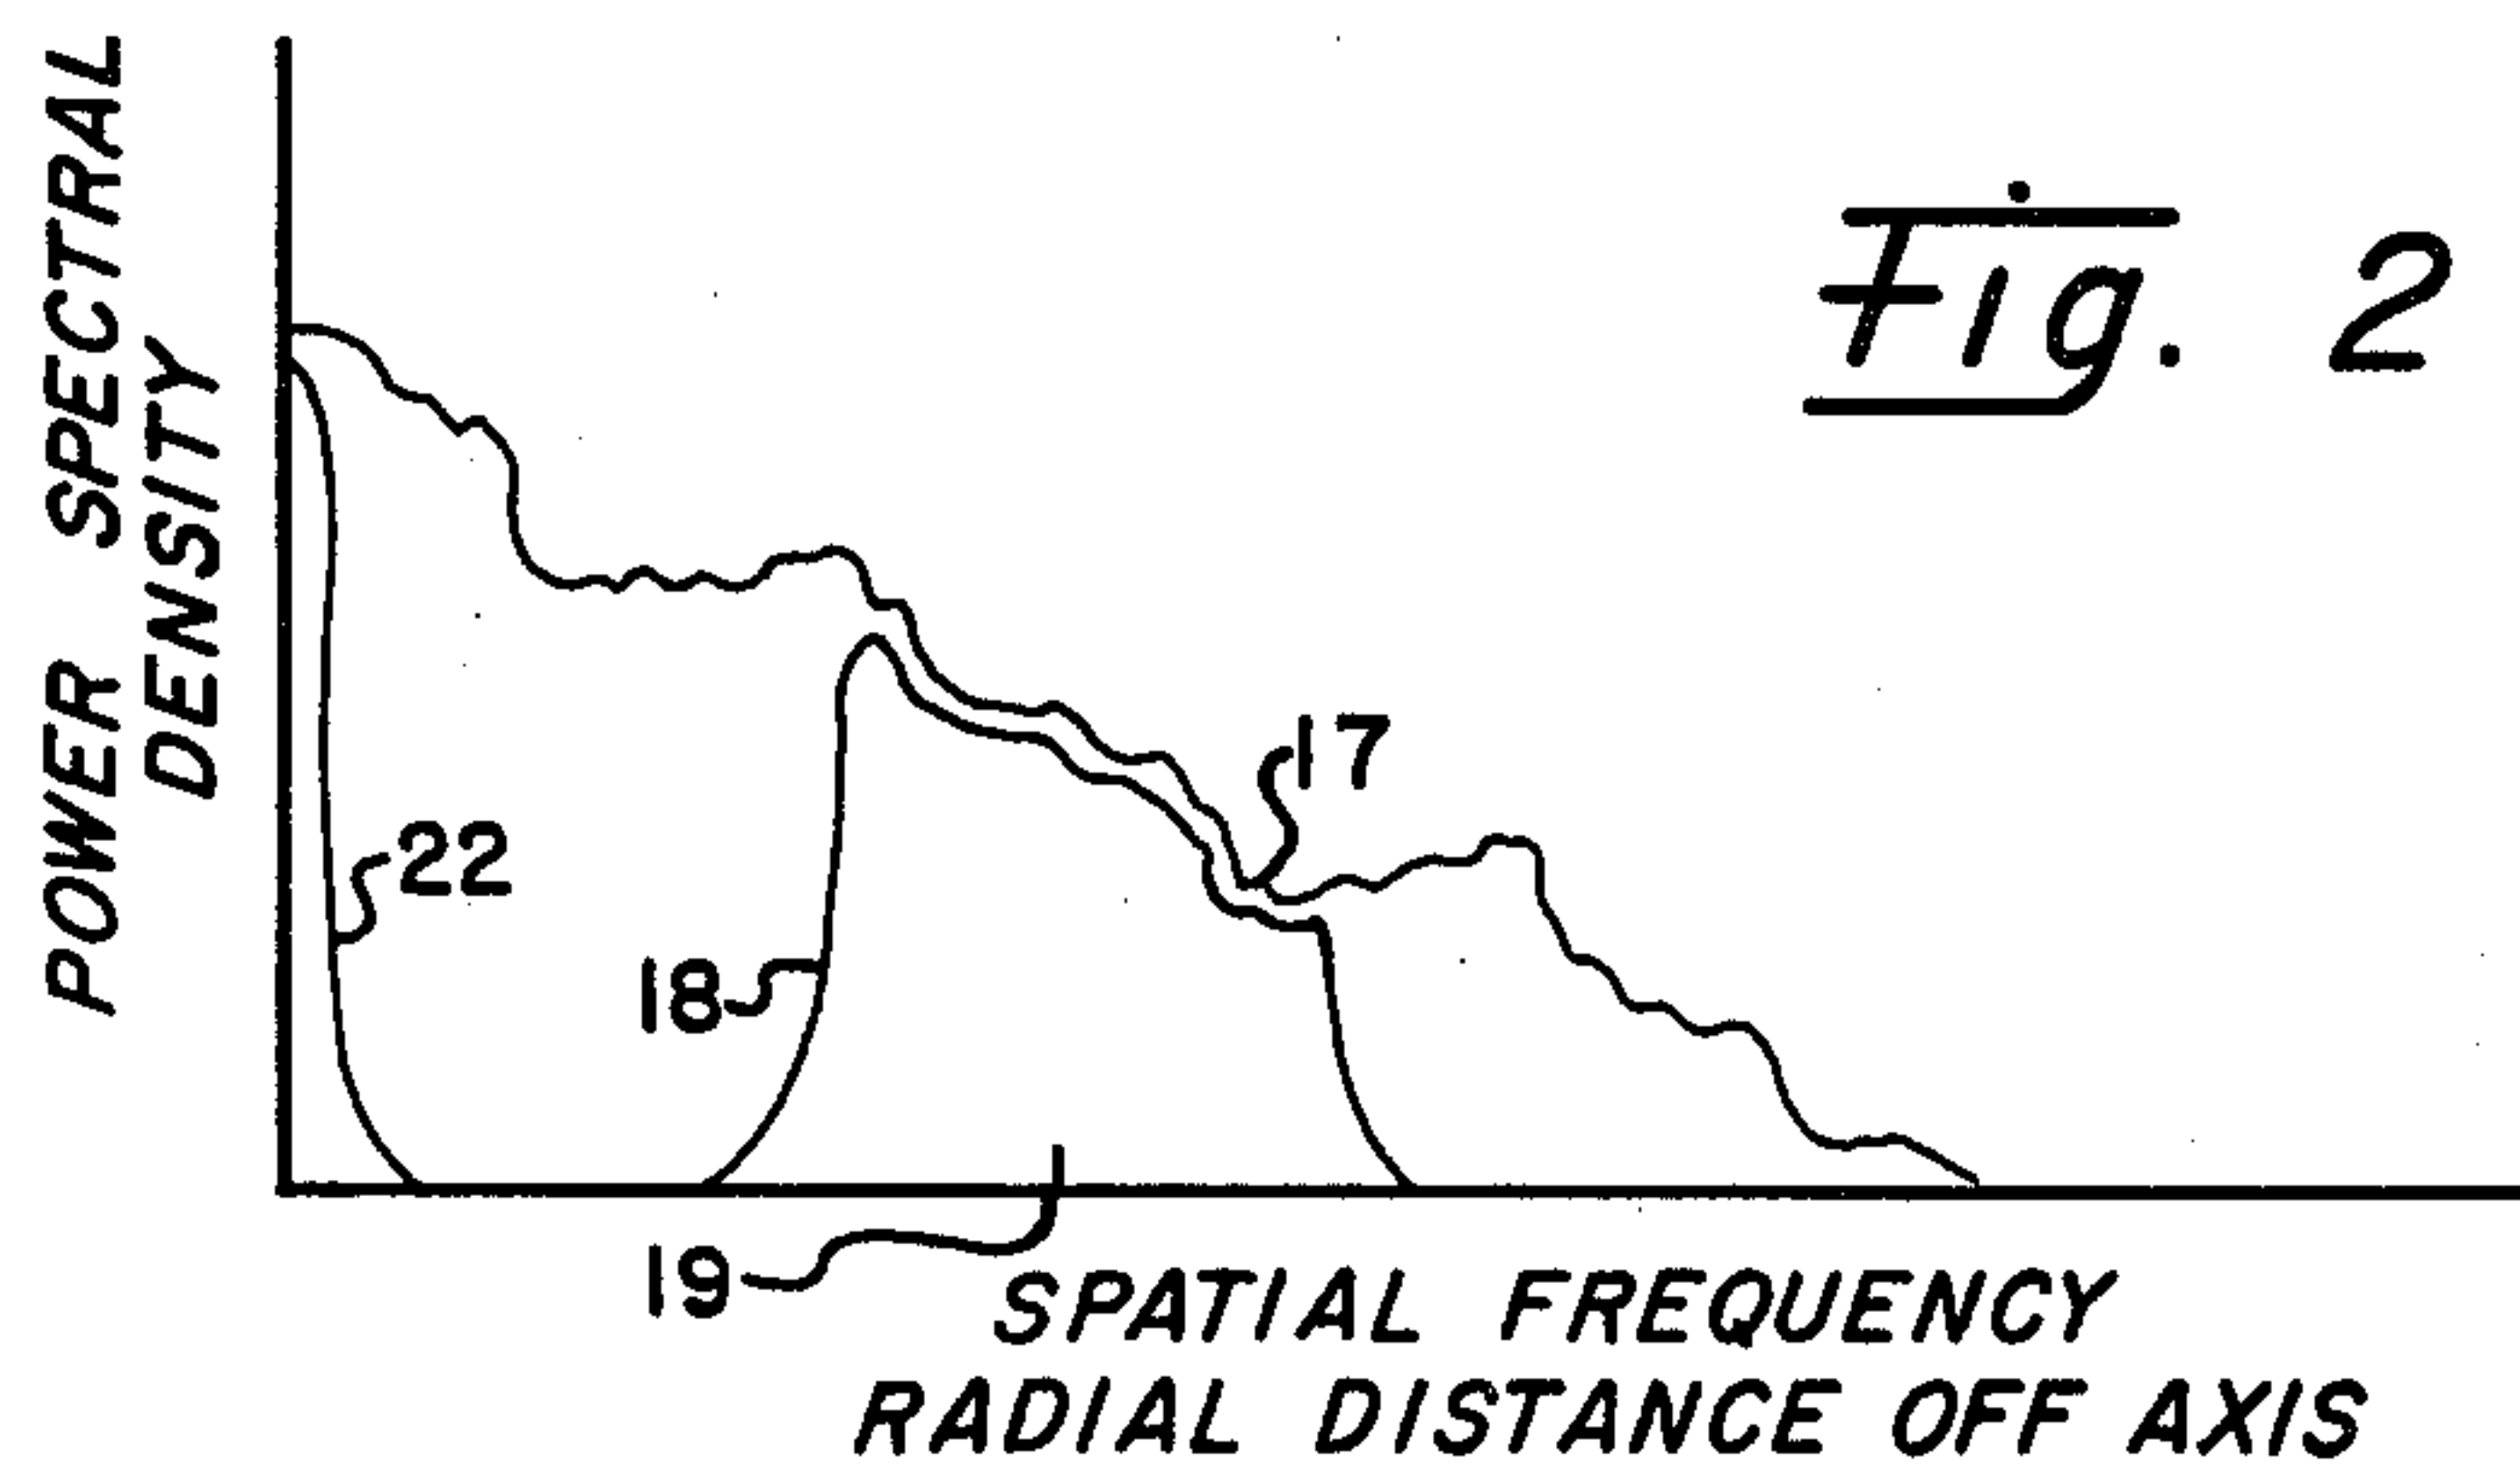 POWER SPECTRAL
DENSITY
Fig. 2
17
22
18
19
SPATIAL FREQUENCY
RADIAL DISTANCE OFF AXIS